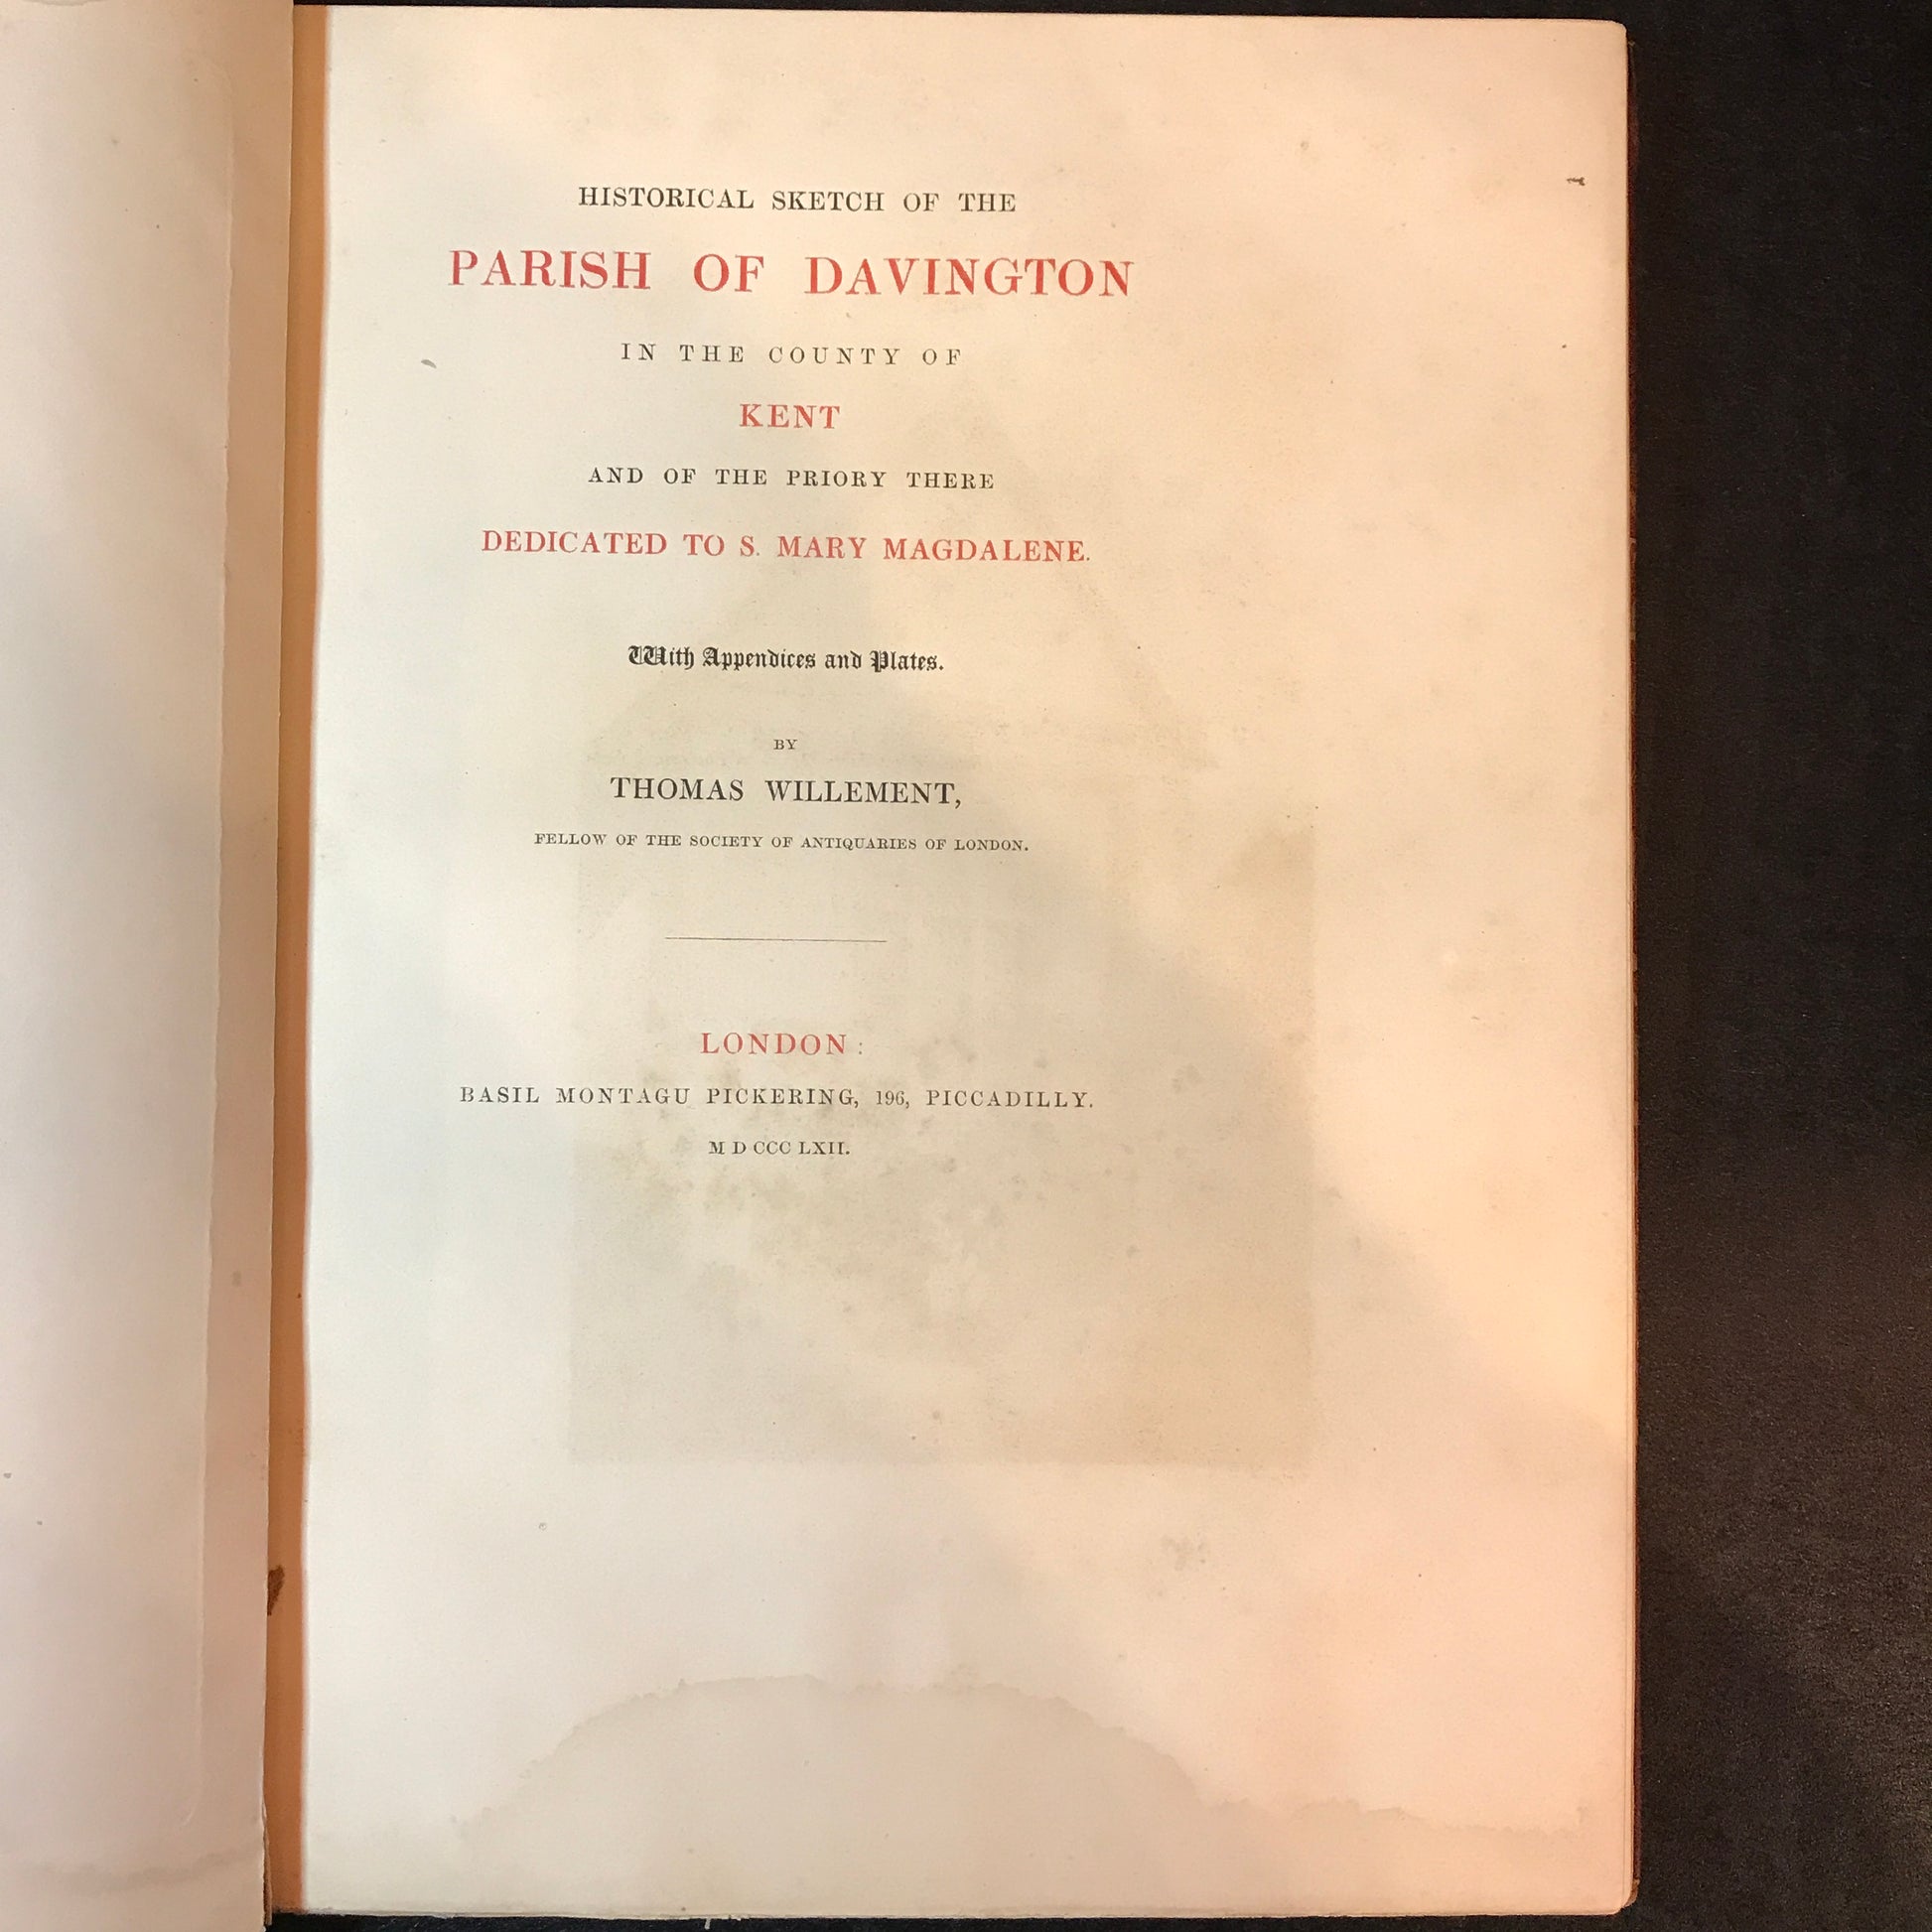 HISTORICAL SKETCH OF THE
PARISH OF DAVINGTON
IN THE COUNTY OF
KENT
AND OF THE PRIORY THERE
DEDICATED TO S. MARY MAGDALENE.
With Appendices and Plates.
BY
THOMAS WILLEMENT,
FELLOW OF THE SOCIETY OF ANTIQUARIES OF LONDON.
LONDON:
BASIL MONTAGU PICKERING, 196, PICCADILLY.
M D CCC LXII.